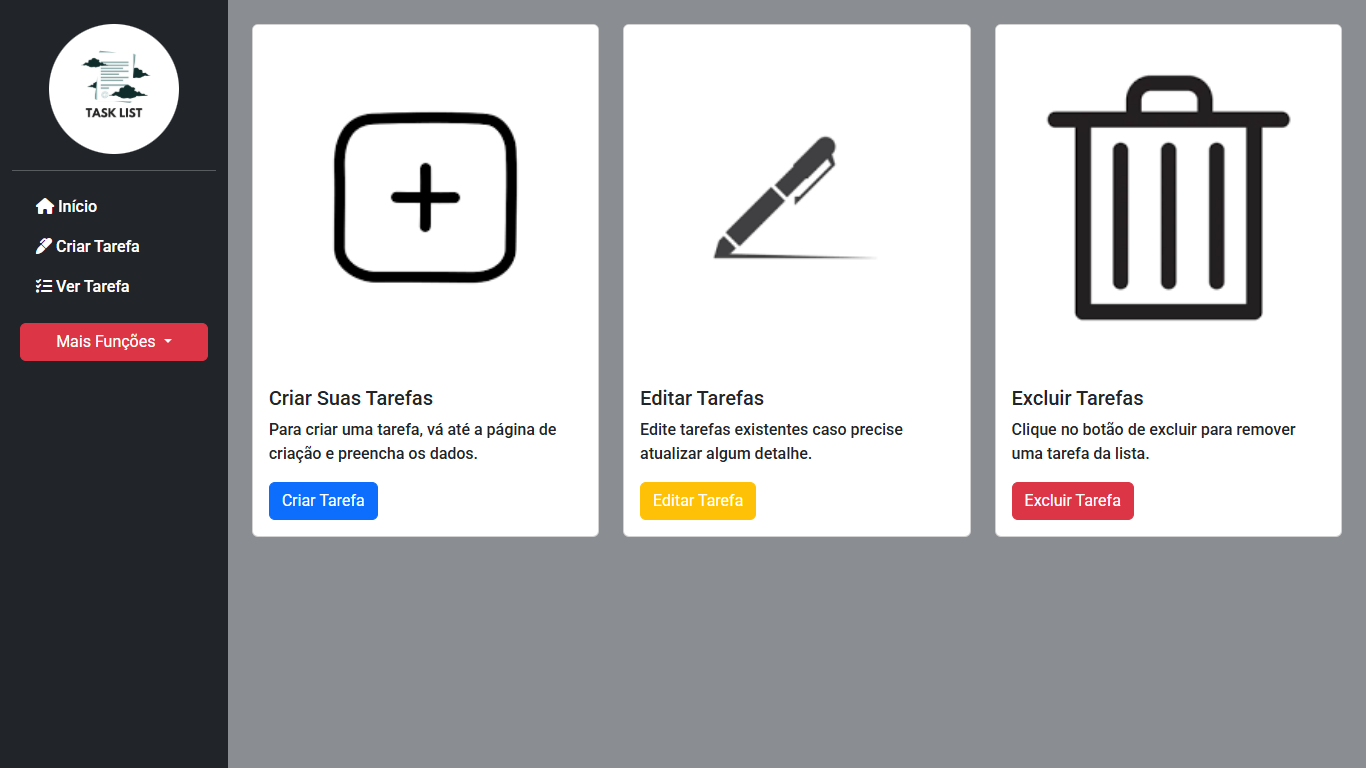 TASK LIST
Início
Criar Tarefa
Ver Tarefa
Mais Funções
Criar Suas Tarefas
Para criar uma tarefa, vá até a página de
criação e preencha os dados.
Criar Tarefa
Editar Tarefas
Edite tarefas existentes caso precise
atualizar algum detalhe.
Editar Tarefa
Excluir Tarefas
Clique no botão de excluir para remover
uma tarefa da lista.
Excluir Tarefa